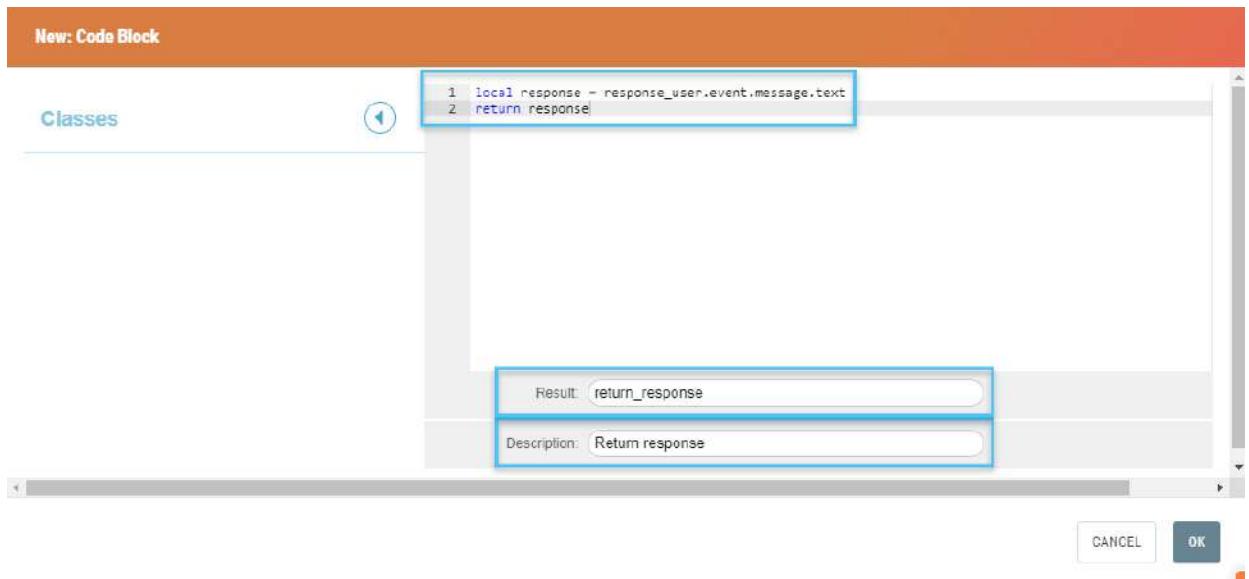 New: Code Block
Classes
1 local response = response_user.event.message.text
2 return response
Result: return_response
Description: Return response
CANCEL
OK